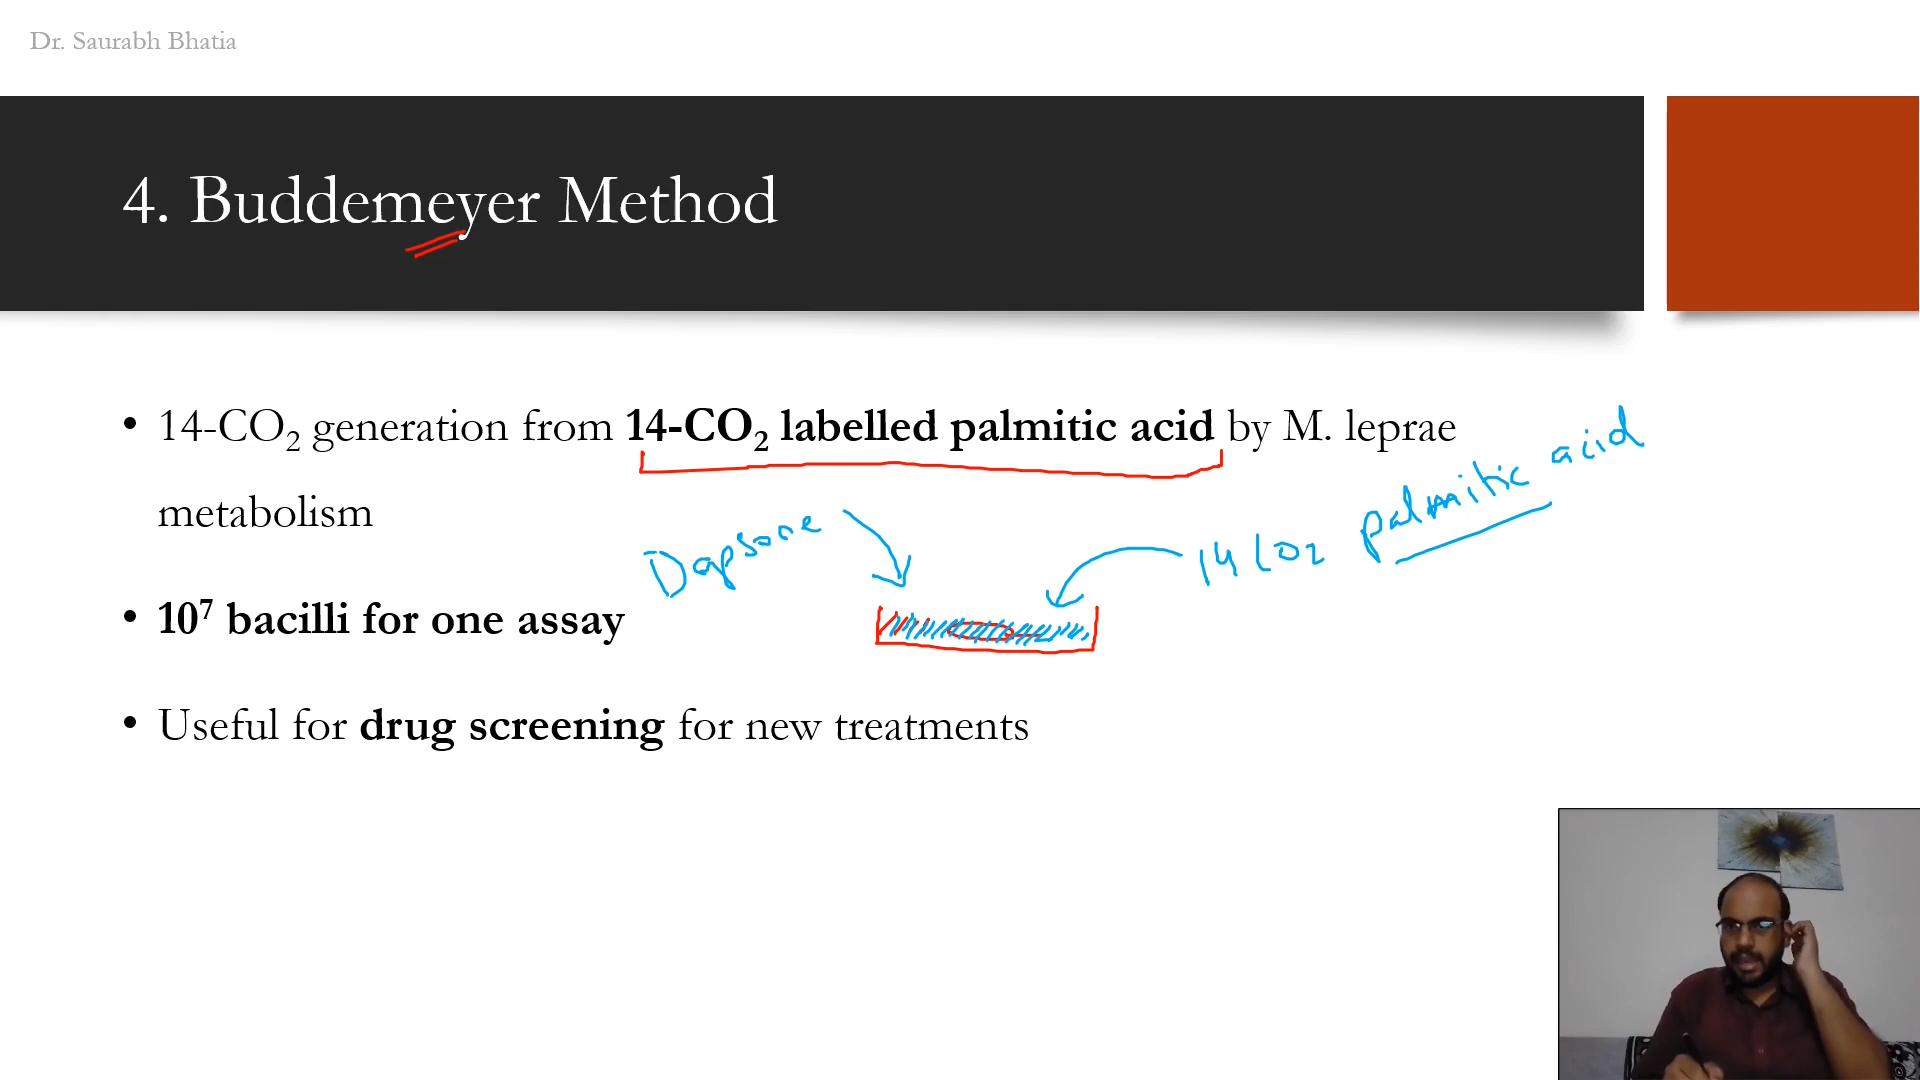 Dr. Saurabh Bhatia
4. Buddemeyer Method
• 14-CO₂ generation from 14-CO₂ labelled palmitic acid by M. leprae
metabolism
Dapsone
14 CO2 palmitic acid
• 10⁷ bacilli for one assay
• Useful for drug screening for new treatments